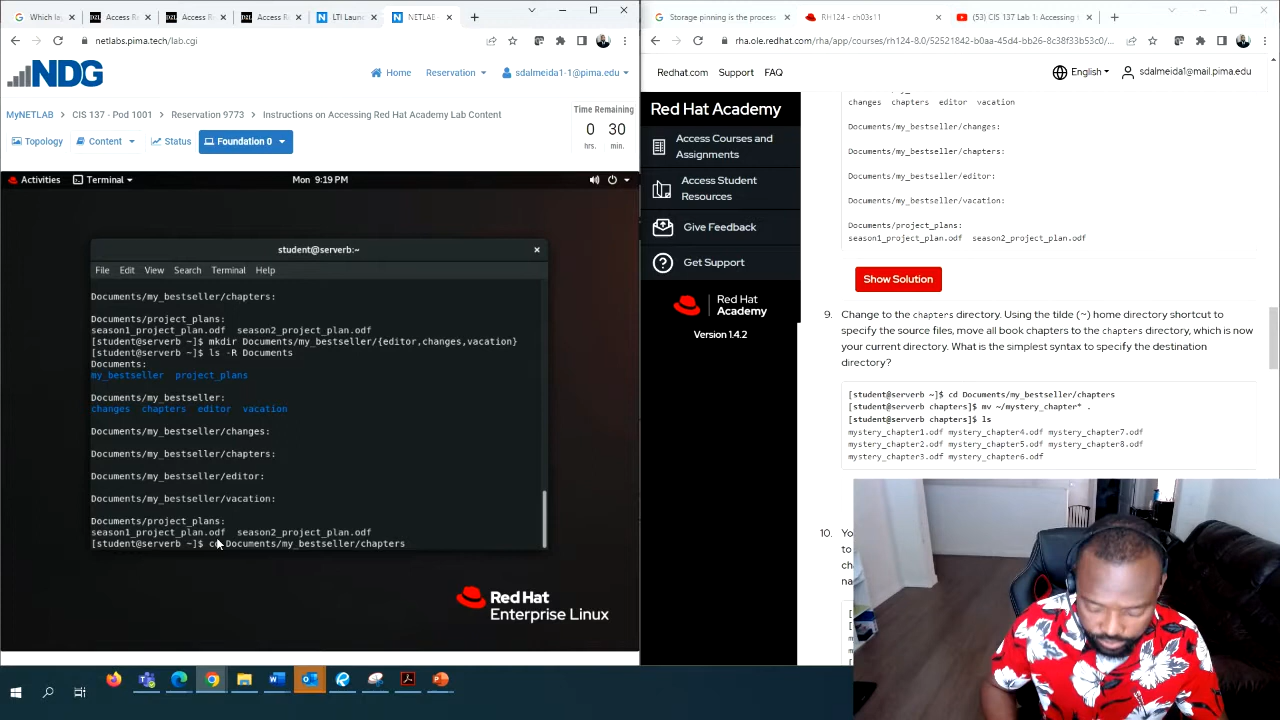 Which la
Access R
Access R
Access R
LTI Laun
NETLAB
netlabs.pima.tech/lab.cgi
NDG
Home
Reservation
sdalmeida1-1@pima.edu
MyNETLAB > CIS 137 - Pod 1001 > Reservation 9773 > Instructions on Accessing Red Hat Academy Lab Content
Time Remaining
0 30
hrs. min.
Topology
Content
Status
Foundation 0
Activities
Terminal
Mon 9:19 PM
student@serverb:~
File Edit View Search Terminal Help
Documents/my_bestseller/chapters:
Documents/project_plans:
season1_project_plan.odf season2_project_plan.odf
[student@serverb ~]$ mkdir Documents/my_bestseller/{editor,changes,vacation}
[student@serverb ~]$ ls -R Documents
Documents:
my_bestseller project_plans
Documents/my_bestseller:
changes chapters editor vacation
Documents/my_bestseller/changes:
Documents/my_bestseller/chapters:
Documents/my_bestseller/editor:
Documents/my_bestseller/vacation:
Documents/project_plans:
season1_project_plan.odf season2_project_plan.odf
[student@serverb ~]$ cd Documents/my_bestseller/chapters
Red Hat
Enterprise Linux
Storage pinning is the process
RH124 - ch03s11
(53) CIS 137 Lab 1: Accessing
rha.ole.redhat.com/rha/app/courses/rh124-8.0/52521842-b0aa-45d4-bb26-8c38f33b53c0/...
Redhat.com Support FAQ
English
sdalmeida1@mail.pima.edu
Red Hat Academy
Access Courses and
Assignments
Access Student
Resources
Give Feedback
Get Support
Red Hat
Academy
Version 1.4.2
changes chapters editor vacation
Documents/my_bestseller/changes:
Documents/my_bestseller/chapters:
Documents/my_bestseller/editor:
Documents/my_bestseller/vacation:
Documents/project_plans:
season1_project_plan.odf season2_project_plan.odf
Show Solution
9. Change to the chapters directory. Using the tilde (~) home directory shortcut to
specify the source files, move all book chapters to the chapters directory, which is now
your current directory. What is the simplest syntax to specify the destination
directory?
[student@serverb ~]$ cd Documents/my_bestseller/chapters
[student@serverb chapters]$ mv ~/mystery_chapter* .
[student@serverb chapters]$ ls
mystery_chapter1.odf mystery_chapter4.odf mystery_chapter7.odf
mystery_chapter2.odf mystery_chapter5.odf mystery_chapter8.odf
mystery_chapter3.odf mystery_chapter6.odf
10. Yo
to
ch
na